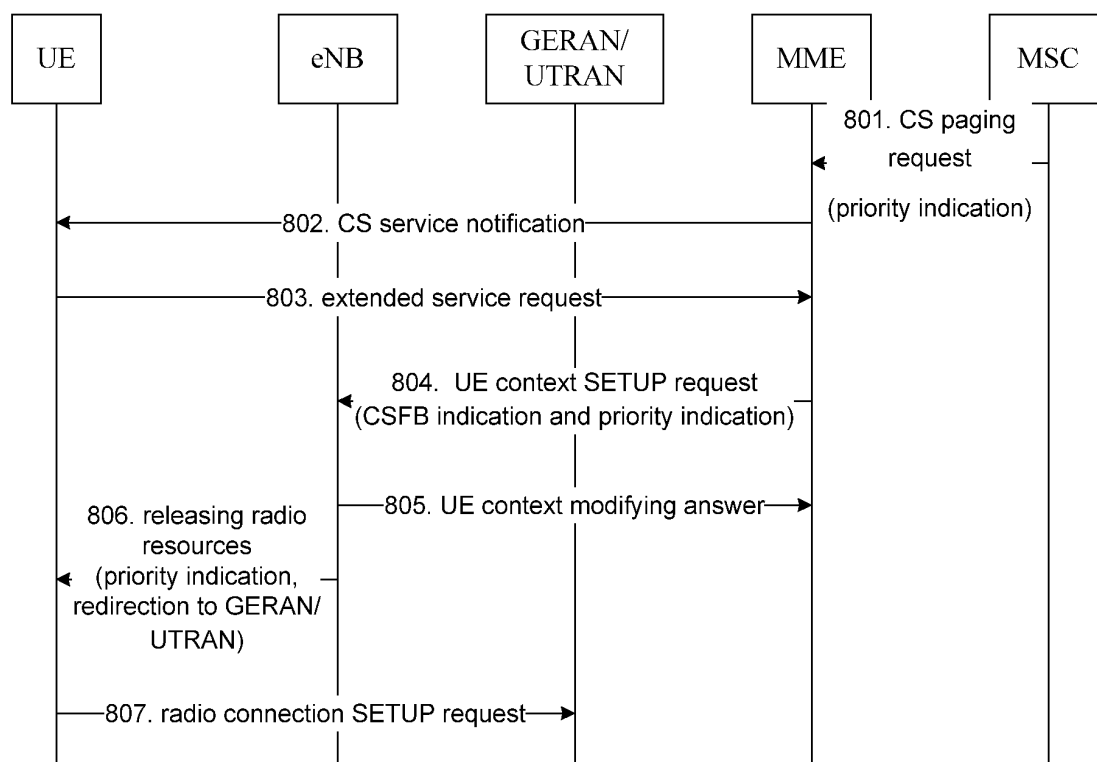 UE
eNB
GERAN/
UTRAN
MME
MSC
801. CS paging
request
(priority indication)
802. CS service notification
803. extended service request
804. UE context SETUP request
(CSFB indication and priority indication)
805. UE context modifying answer
806. releasing radio
resources
(priority indication,
redirection to GERAN/
UTRAN)
807. radio connection SETUP request